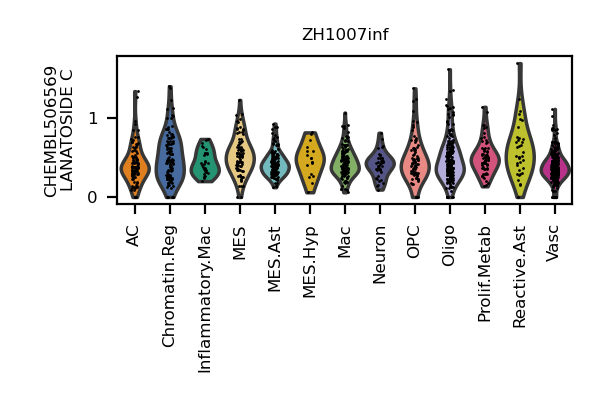 ZH1007inf
CHEMBL506569
LANATOSIDE C
1
0
AC
Chromatin.Reg
Inflammatory.Mac
MES
MES.Ast
MES.Hyp
Mac
Neuron
OPC
Oligo
Prolif.Metab
Reactive.Ast
Vasc